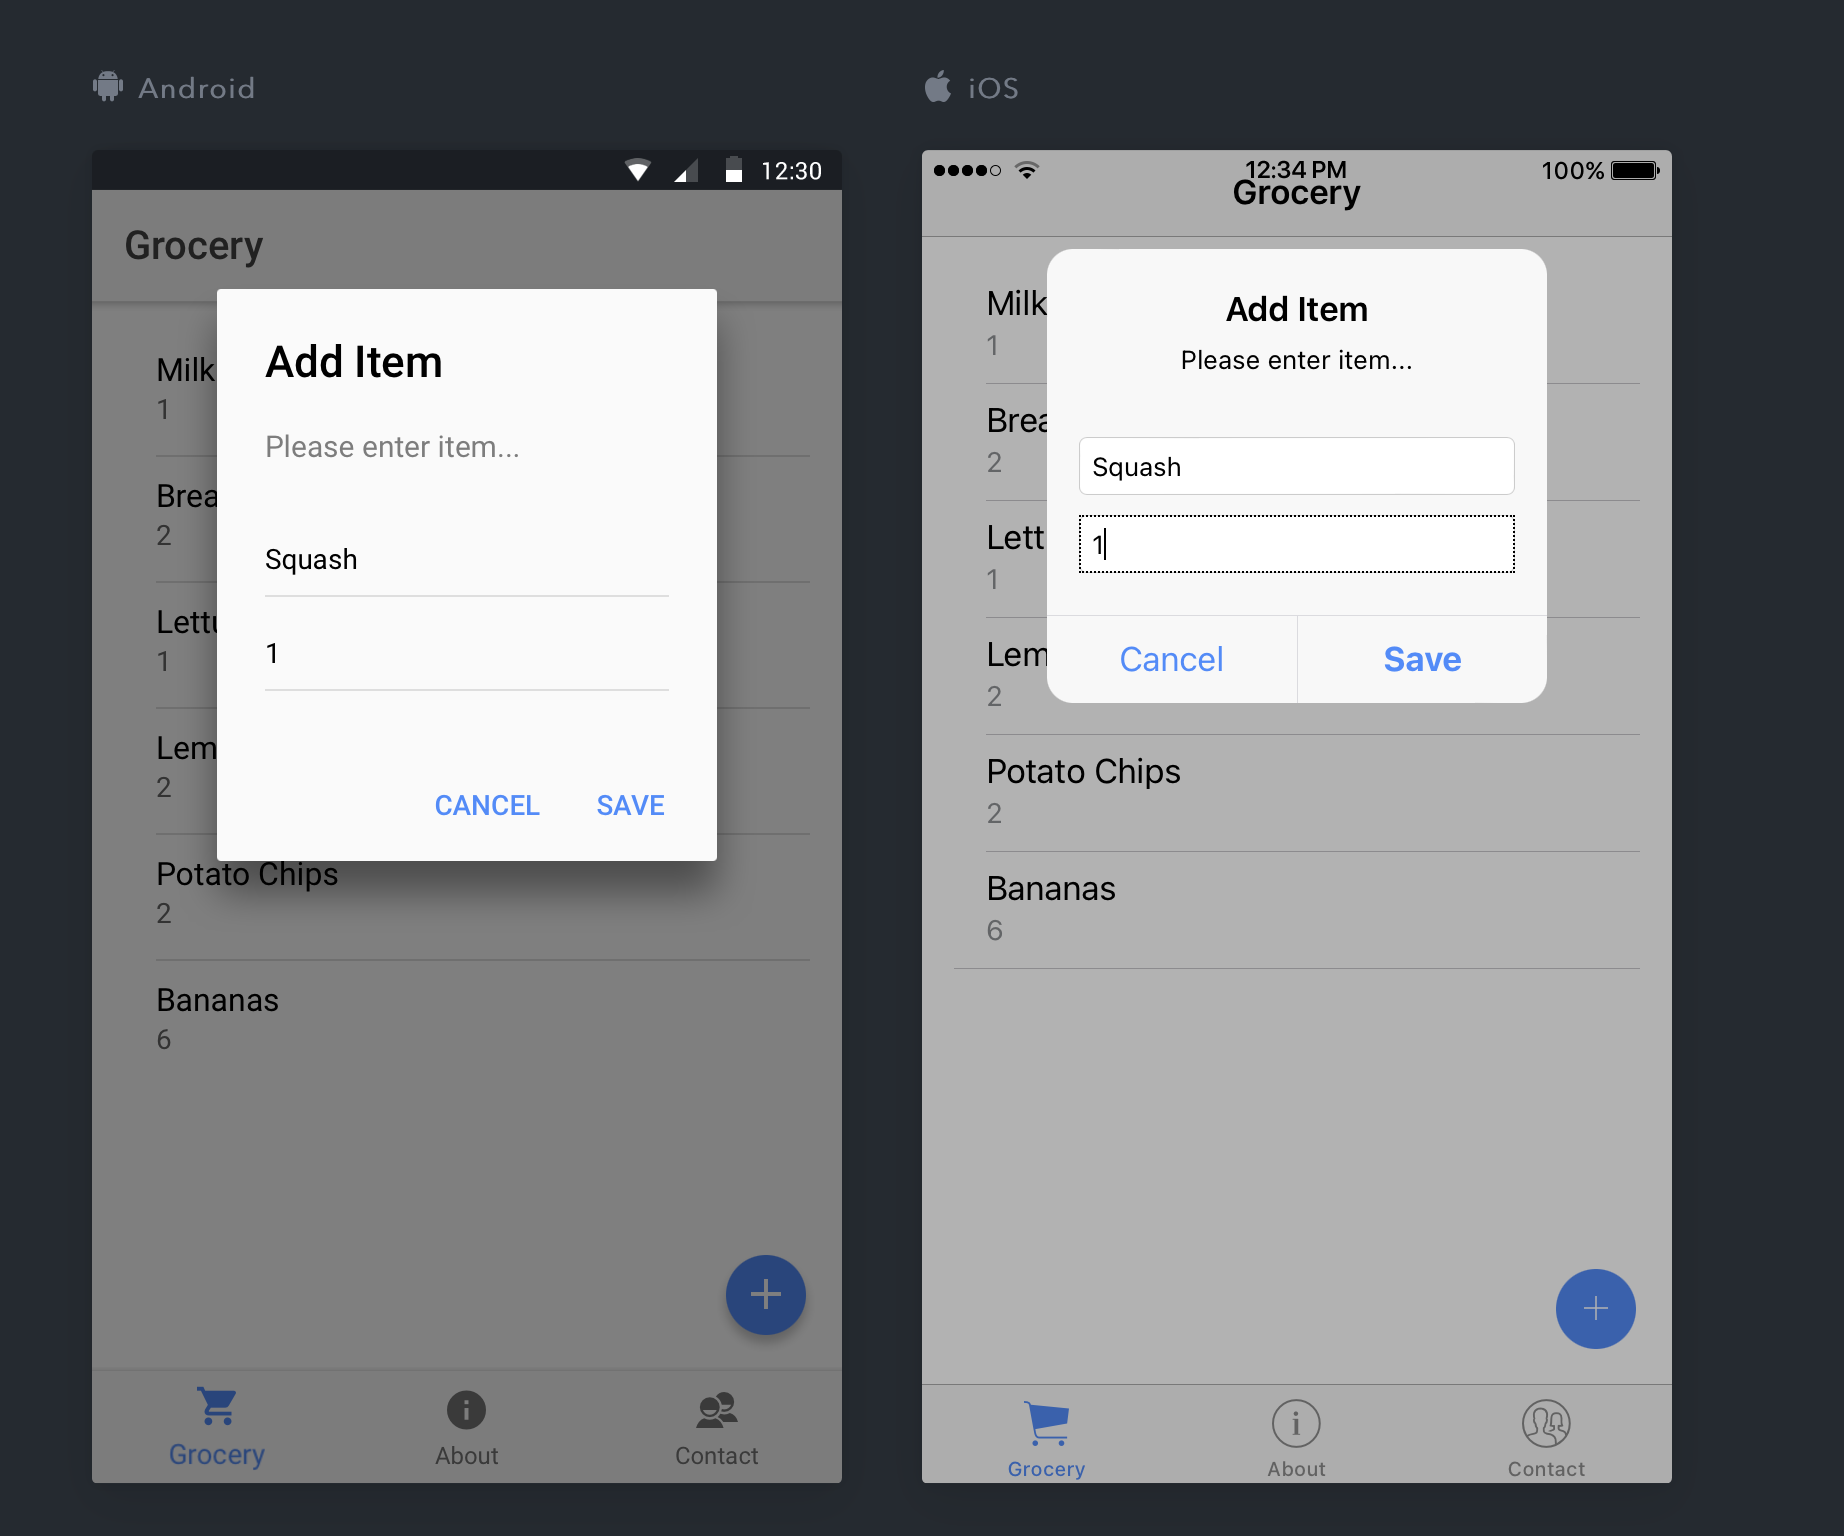 Android
12:30
Grocery
Add Item
Please enter item...
Squash
1
CANCEL SAVE
Milk
1
Brea
2
Lettu
1
Lem
2
Potato Chips
2
Bananas
6
Grocery About Contact
iOS
12:34 PM 100%
Grocery
Add Item
Please enter item...
Squash
1
Cancel Save
Milk
1
Brea
2
Lett
1
Lem
2
Potato Chips
2
Bananas
6
Grocery About Contact